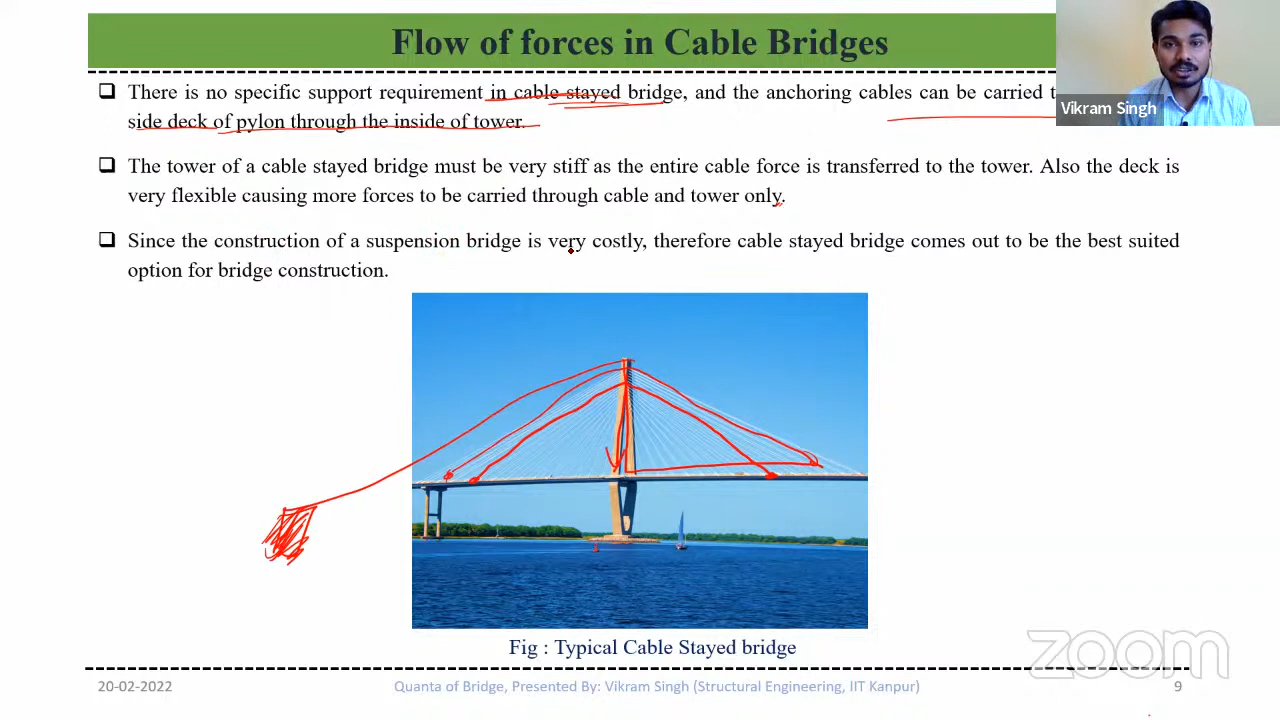 Flow of forces in Cable Bridges
There is no specific support requirement in cable stayed bridge, and the anchoring cables can be carried
side deck of pylon through the inside of tower.
Vikram Singh
The tower of a cable stayed bridge must be very stiff as the entire cable force is transferred to the tower. Also the deck is
very flexible causing more forces to be carried through cable and tower only.
Since the construction of a suspension bridge is very costly, therefore cable stayed bridge comes out to be the best suited
option for bridge construction.
Fig : Typical Cable Stayed bridge
zoom
20-02-2022 Quanta of Bridge, Presented By: Vikram Singh (Structural Engineering, IIT Kanpur) 9